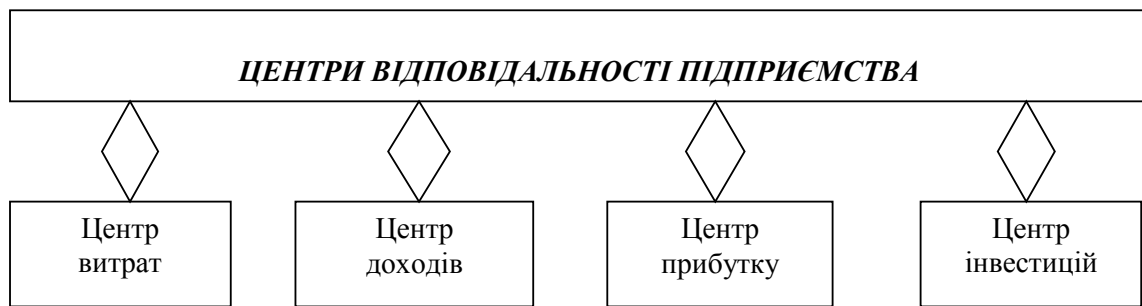 ЦЕНТРИ ВІДПОВІДАЛЬНОСТІ ПІДПРИЄМСТВА
Центр
витрат
Центр
доходів
Центр
прибутку
Центр
інвестицій